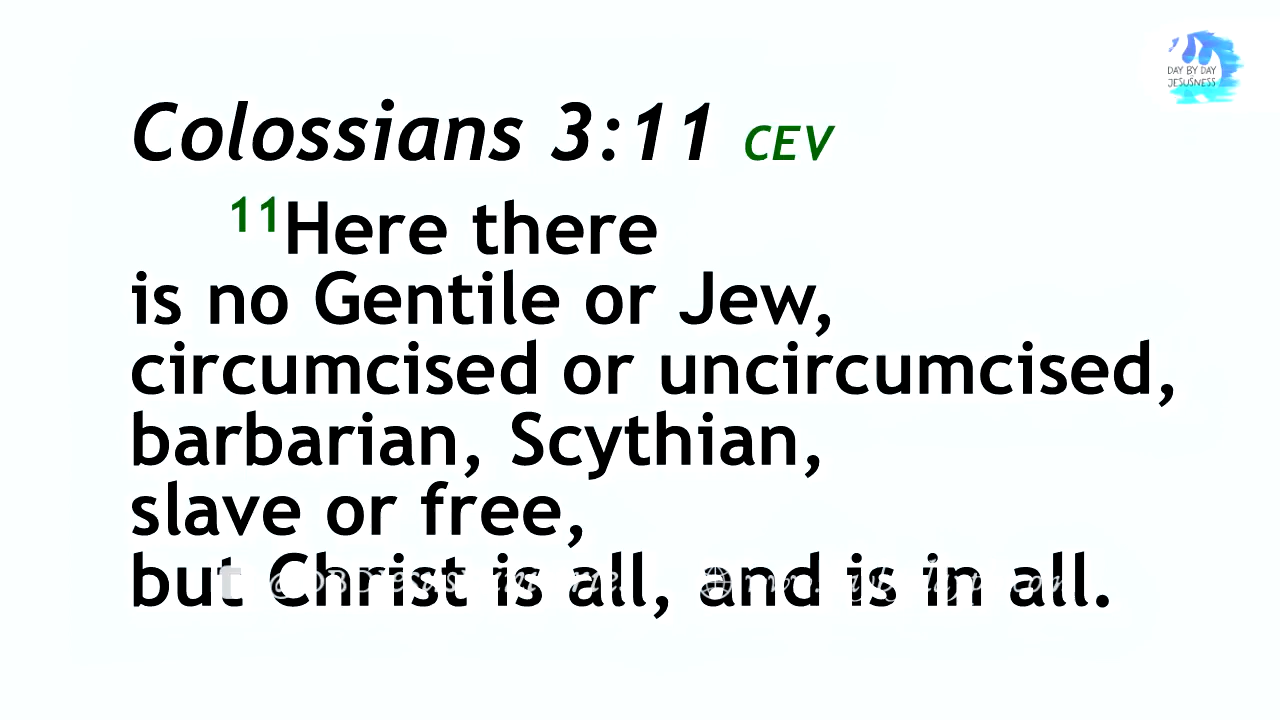 DAY BY DAY
JESUSNESS
Colossians 3:11 CEV
11Here there
is no Gentile or Jew,
circumcised or uncircumcised,
barbarian, Scythian,
slave or free,
but Christ is all, and is in all.